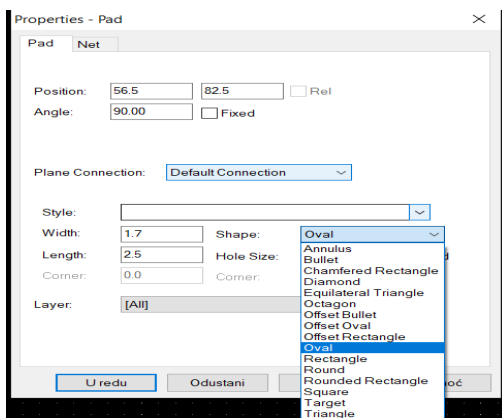 Properties - Pad
Pad Net
Position: 56.5 82.5 Rel
Angle: 90.00 Fixed
Plane Connection: Default Connection
Style:
Width: 1.7 Shape: Oval
Length: 2.5 Hole Size:
Corner: 0.0 Corner:
Layer: [All]
Annulus
Bullet
Chamfered Rectangle
Diamond
Equilateral Triangle
Octagon
Offset Bullet
Offset Oval
Offset Rectangle
Oval
Rectangle
Round
Rounded Rectangle
Square
Target
Triangle
U redu Odustani